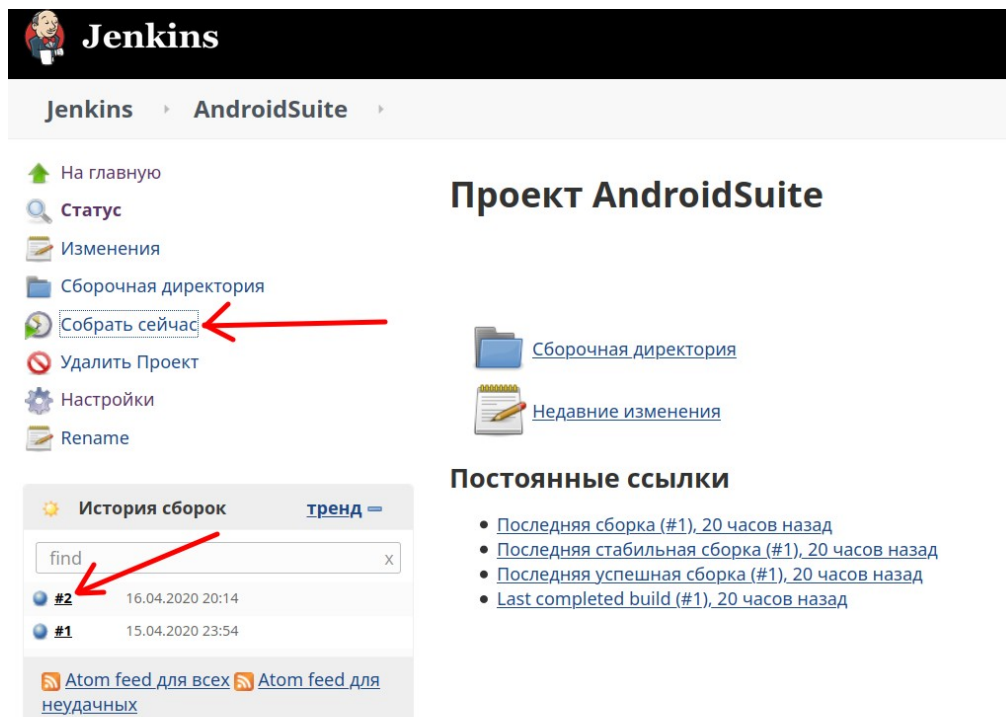 Jenkins
Jenkins AndroidSuite
На главную
Статус
Изменения
Сборочная директория
Собрать сейчас
Удалить Проект
Настройки
Rename
История сборок тренд
find x
#2 16.04.2020 20:14
#1 15.04.2020 23:54
Atom feed для всех Atom feed для
неудачных
Проект AndroidSuite
Сборочная директория
Недавние изменения
Постоянные ссылки
Последняя сборка (#1), 20 часов назад
Последняя стабильная сборка (#1), 20 часов назад
Последняя успешная сборка (#1), 20 часов назад
Last completed build (#1), 20 часов назад